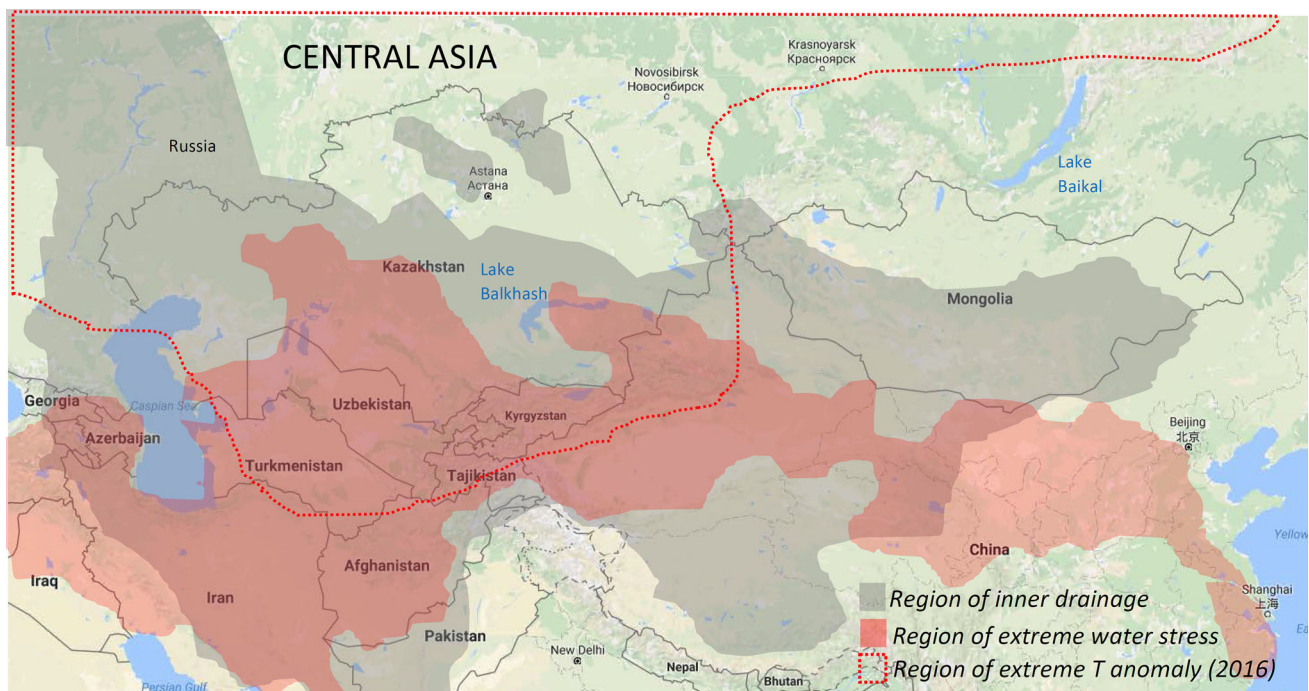 CENTRAL ASIA
Krasnoyarsk
Красноярск
Novosibirsk
Новосибирск
Russia
Lake
Baikal
Astana
Астана
Kazakhstan
Lake
Balkhash
Mongolia
Georgia
Caspian Sea
Azerbaijan
Uzbekistan
Kyrgyzstan
Turkmenistan
Tajikistan
Beijing
北京
Yellow
Afghanistan
China
Iraq
Iran
Pakistan
Shanghai
上海
New Delhi
Nepal
Bhutan
Persian Gulf
Region of inner drainage
Region of extreme water stress
Region of extreme T anomaly (2016)